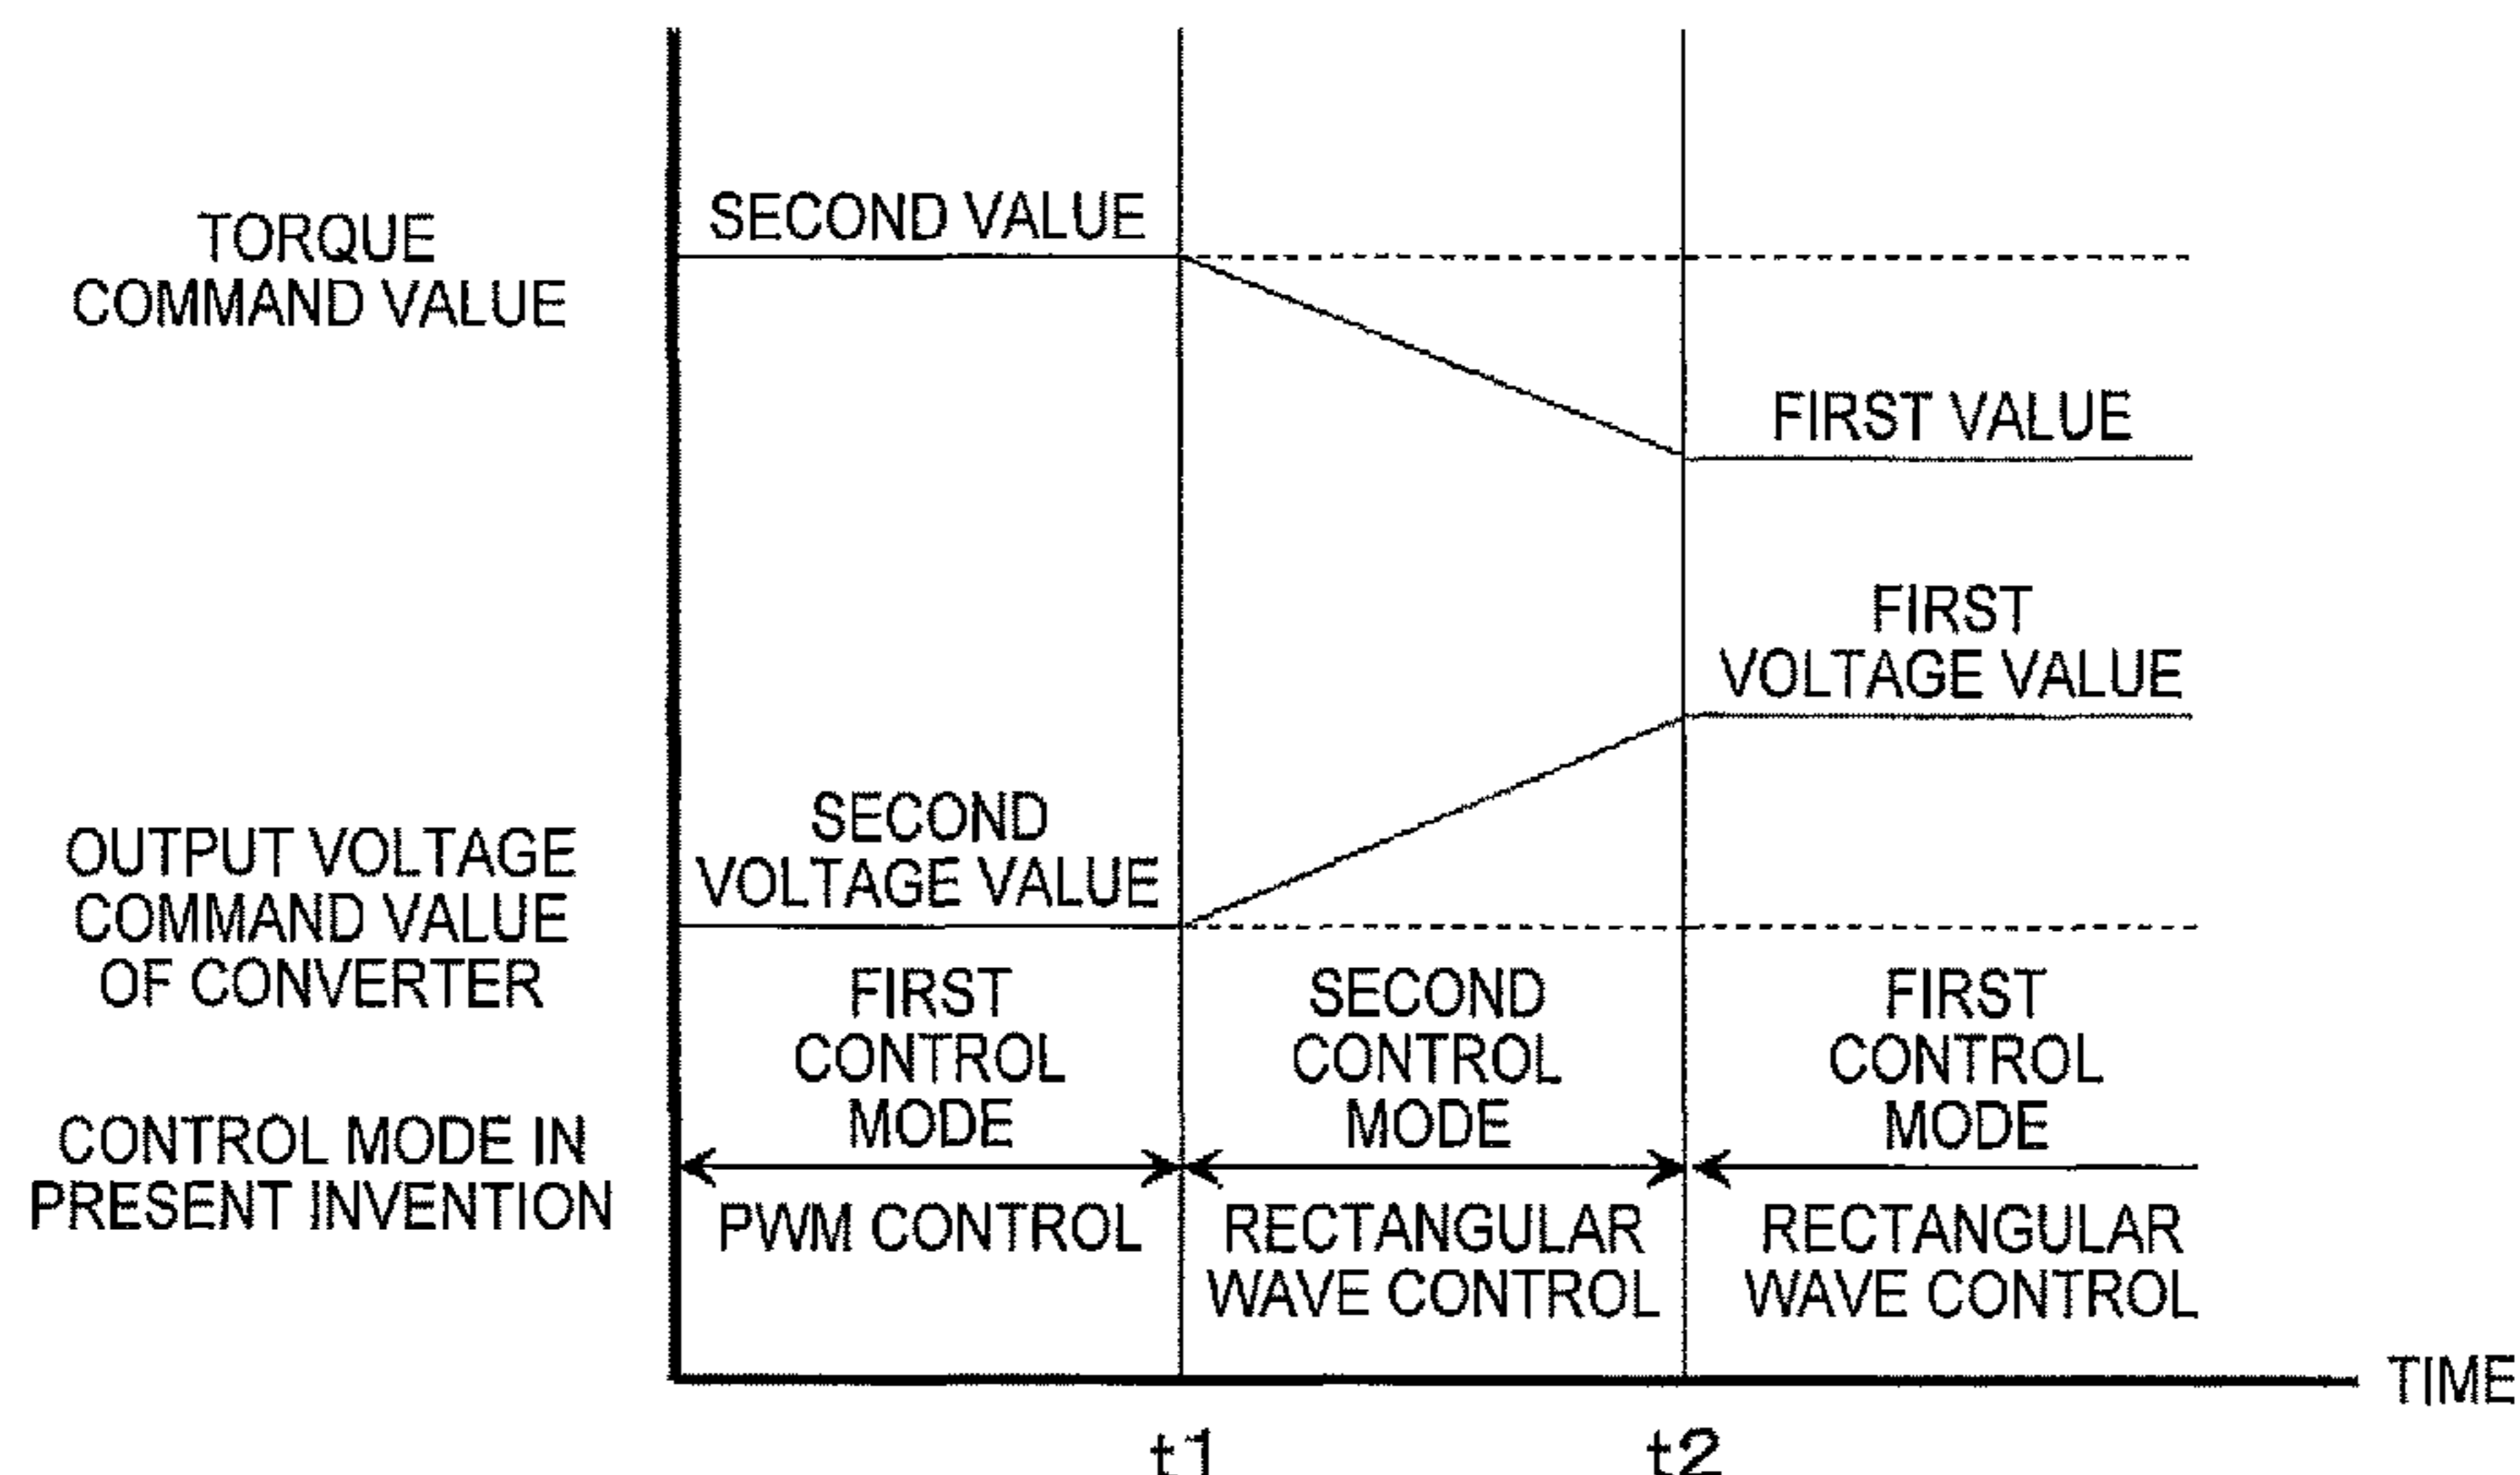 TORQUE
COMMAND VALUE
SECOND VALUE
FIRST VALUE
FIRST
VOLTAGE VALUE
SECOND
VOLTAGE VALUE
OUTPUT VOLTAGE
COMMAND VALUE
OF CONVERTER
FIRST
CONTROL
MODE
SECOND
CONTROL
MODE
FIRST
CONTROL
MODE
CONTROL MODE IN
PRESENT INVENTION
PWM CONTROL
RECTANGULAR
WAVE CONTROL
RECTANGULAR
WAVE CONTROL
TIME
t1
t2